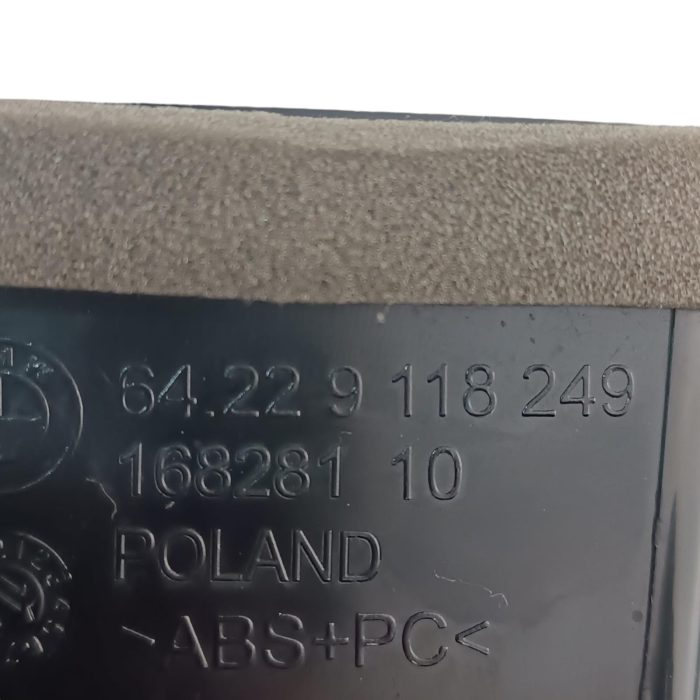 64.22 9 118 249
168281 10
POLAND
>ABS+PC<